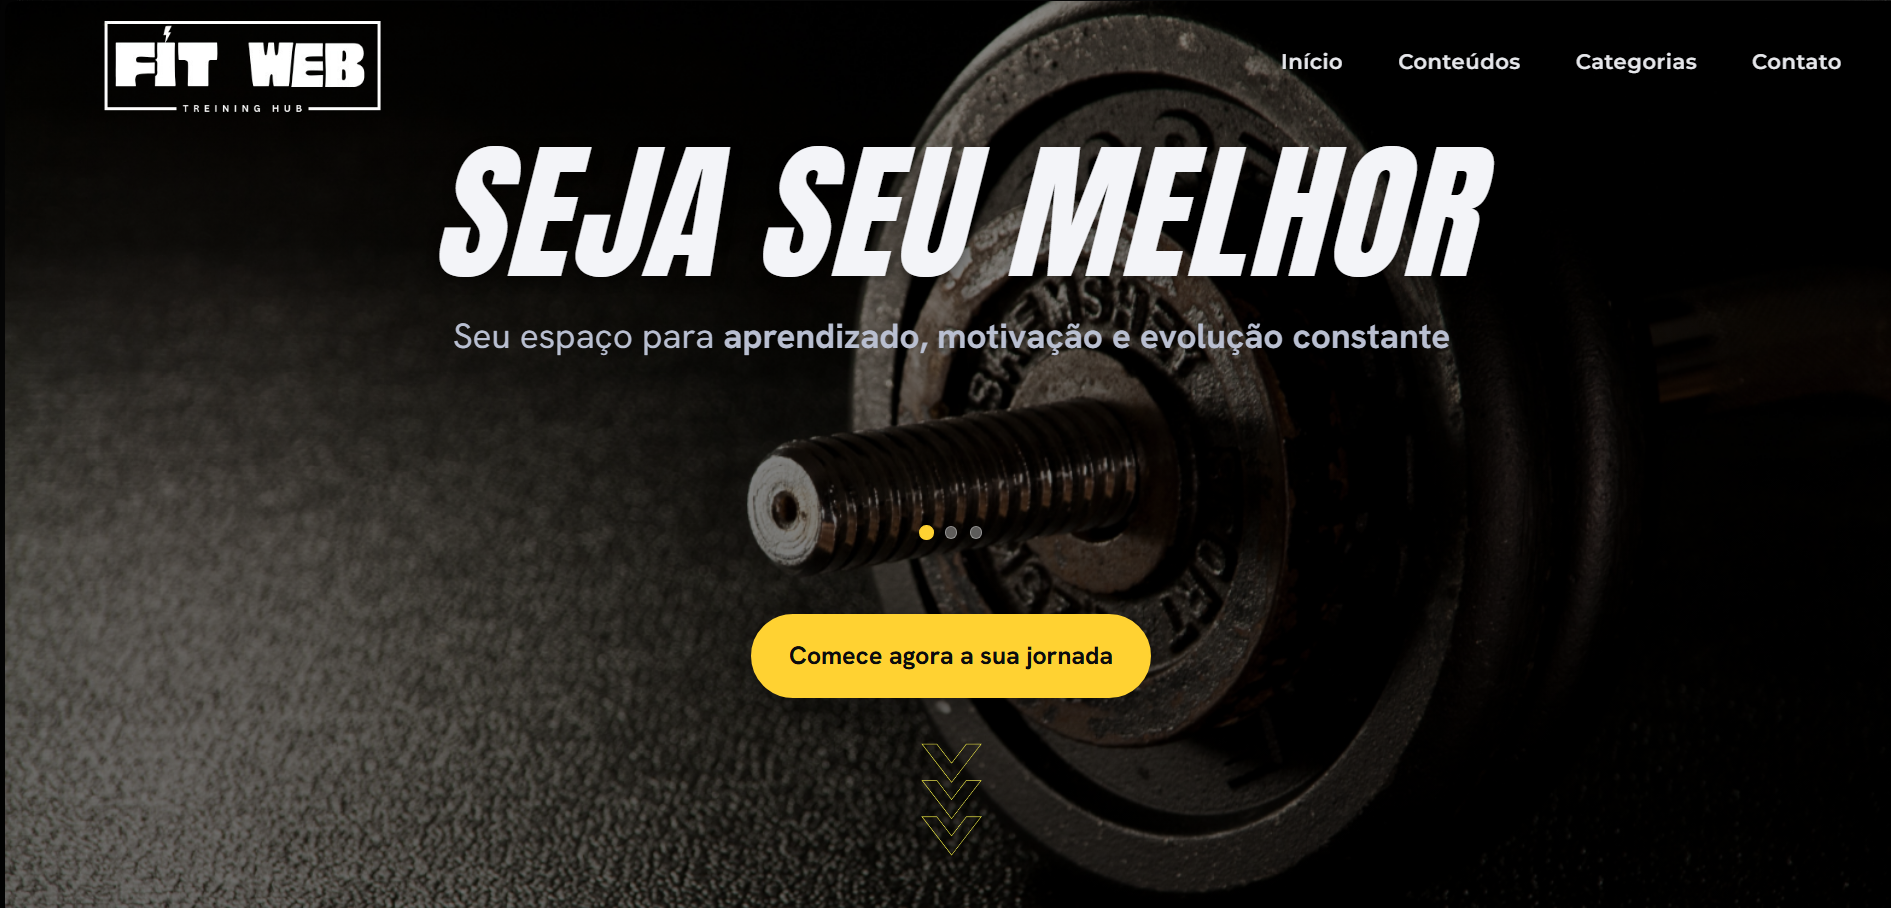 FIT WEB
TREINING HUB
Início Conteúdos Categorias Contato
SEJA SEU MELHOR
Seu espaço para aprendizado, motivação e evolução constante
Comece agora a sua jornada